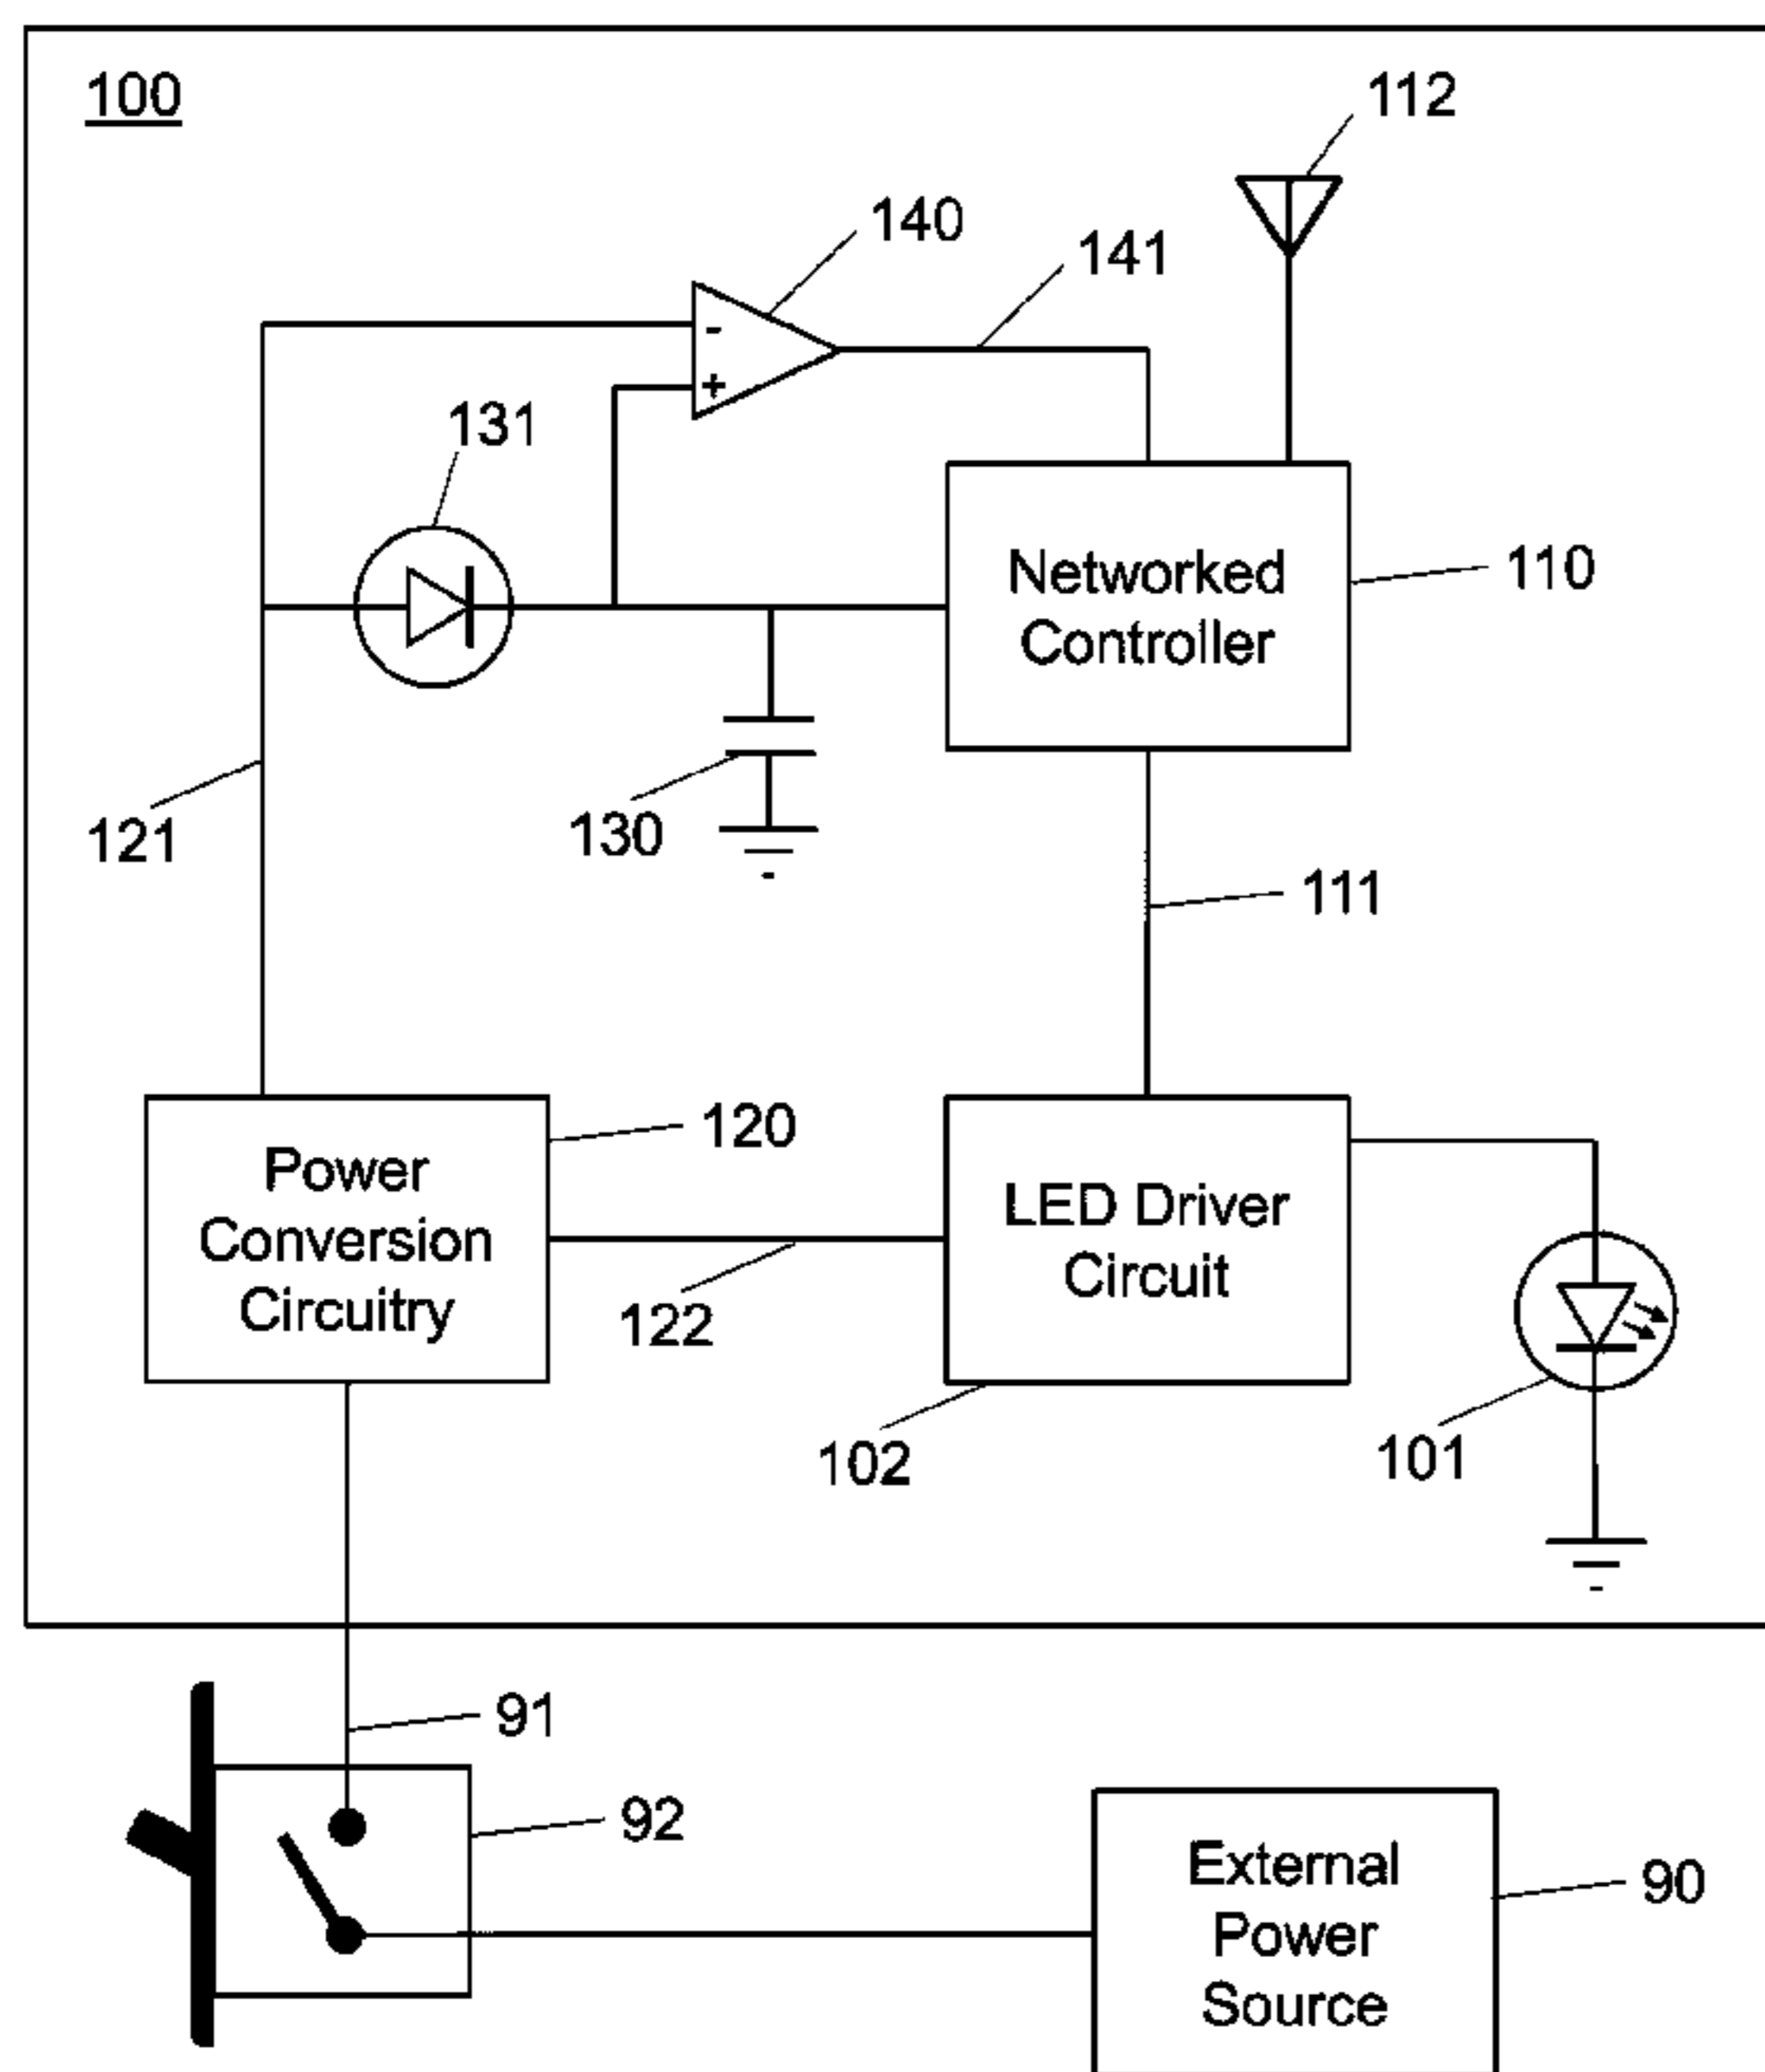 100
112
140
141
-
+
131
Networked
Controller
110
121
130
111
120
Power
Conversion
Circuitry
LED Driver
Circuit
122
102
101
91
92
External
Power
Source
90